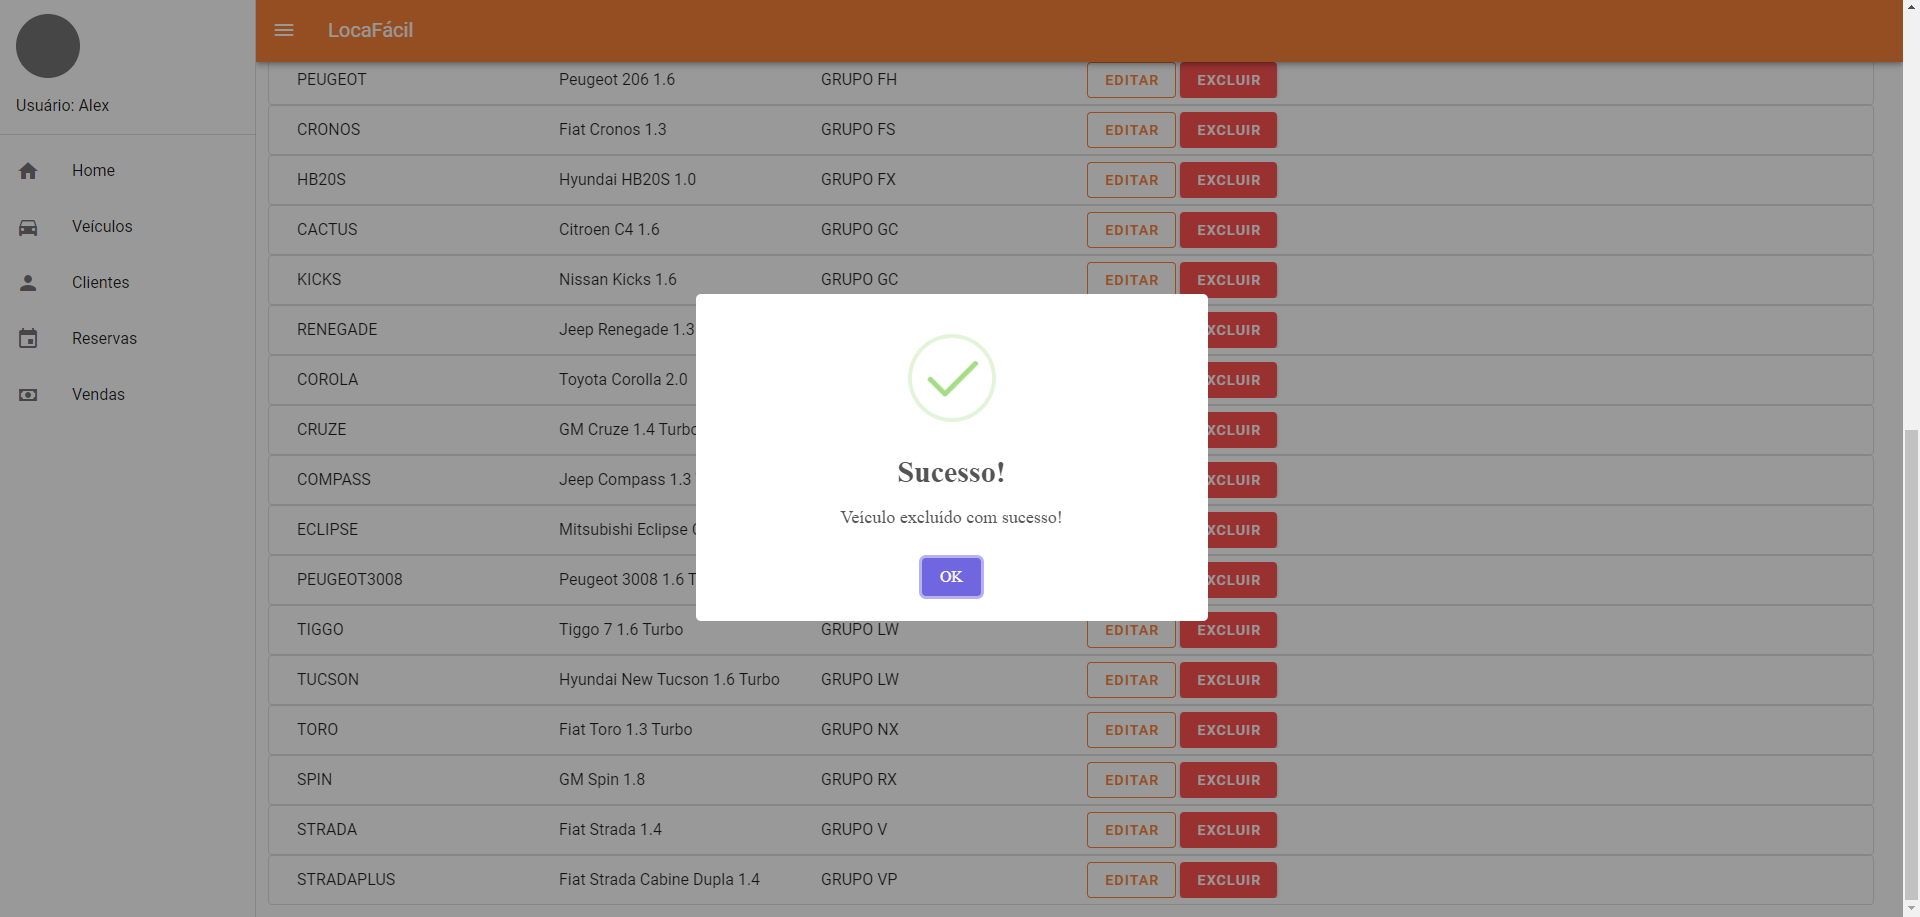 LocaFácil
Usuário: Alex
Home
Veículos
Clientes
Reservas
Vendas
PEUGEOT Peugeot 206 1.6 GRUPO FH EDITAR EXCLUIR
CRONOS Fiat Cronos 1.3 GRUPO FS EDITAR EXCLUIR
HB20S Hyundai HB20S 1.0 GRUPO FX EDITAR EXCLUIR
CACTUS Citroen C4 1.6 GRUPO GC EDITAR EXCLUIR
KICKS Nissan Kicks 1.6 GRUPO GC EDITAR EXCLUIR
RENEGADE Jeep Renegade 1.3 XCLUIR
COROLA Toyota Corolla 2.0 XCLUIR
CRUZE GM Cruze 1.4 Turbo XCLUIR
COMPASS Jeep Compass 1.3 XCLUIR
ECLIPSE Mitsubishi Eclipse XCLUIR
PEUGEOT3008 Peugeot 3008 1.6 T XCLUIR
TIGGO Tiggo 7 1.6 Turbo GRUPO LW EDITAR EXCLUIR
TUCSON Hyundai New Tucson 1.6 Turbo GRUPO LW EDITAR EXCLUIR
TORO Fiat Toro 1.3 Turbo GRUPO NX EDITAR EXCLUIR
SPIN GM Spin 1.8 GRUPO RX EDITAR EXCLUIR
STRADA Fiat Strada 1.4 GRUPO V EDITAR EXCLUIR
STRADAPLUS Fiat Strada Cabine Dupla 1.4 GRUPO VP EDITAR EXCLUIR
Sucesso!
Veículo excluído com sucesso!
OK